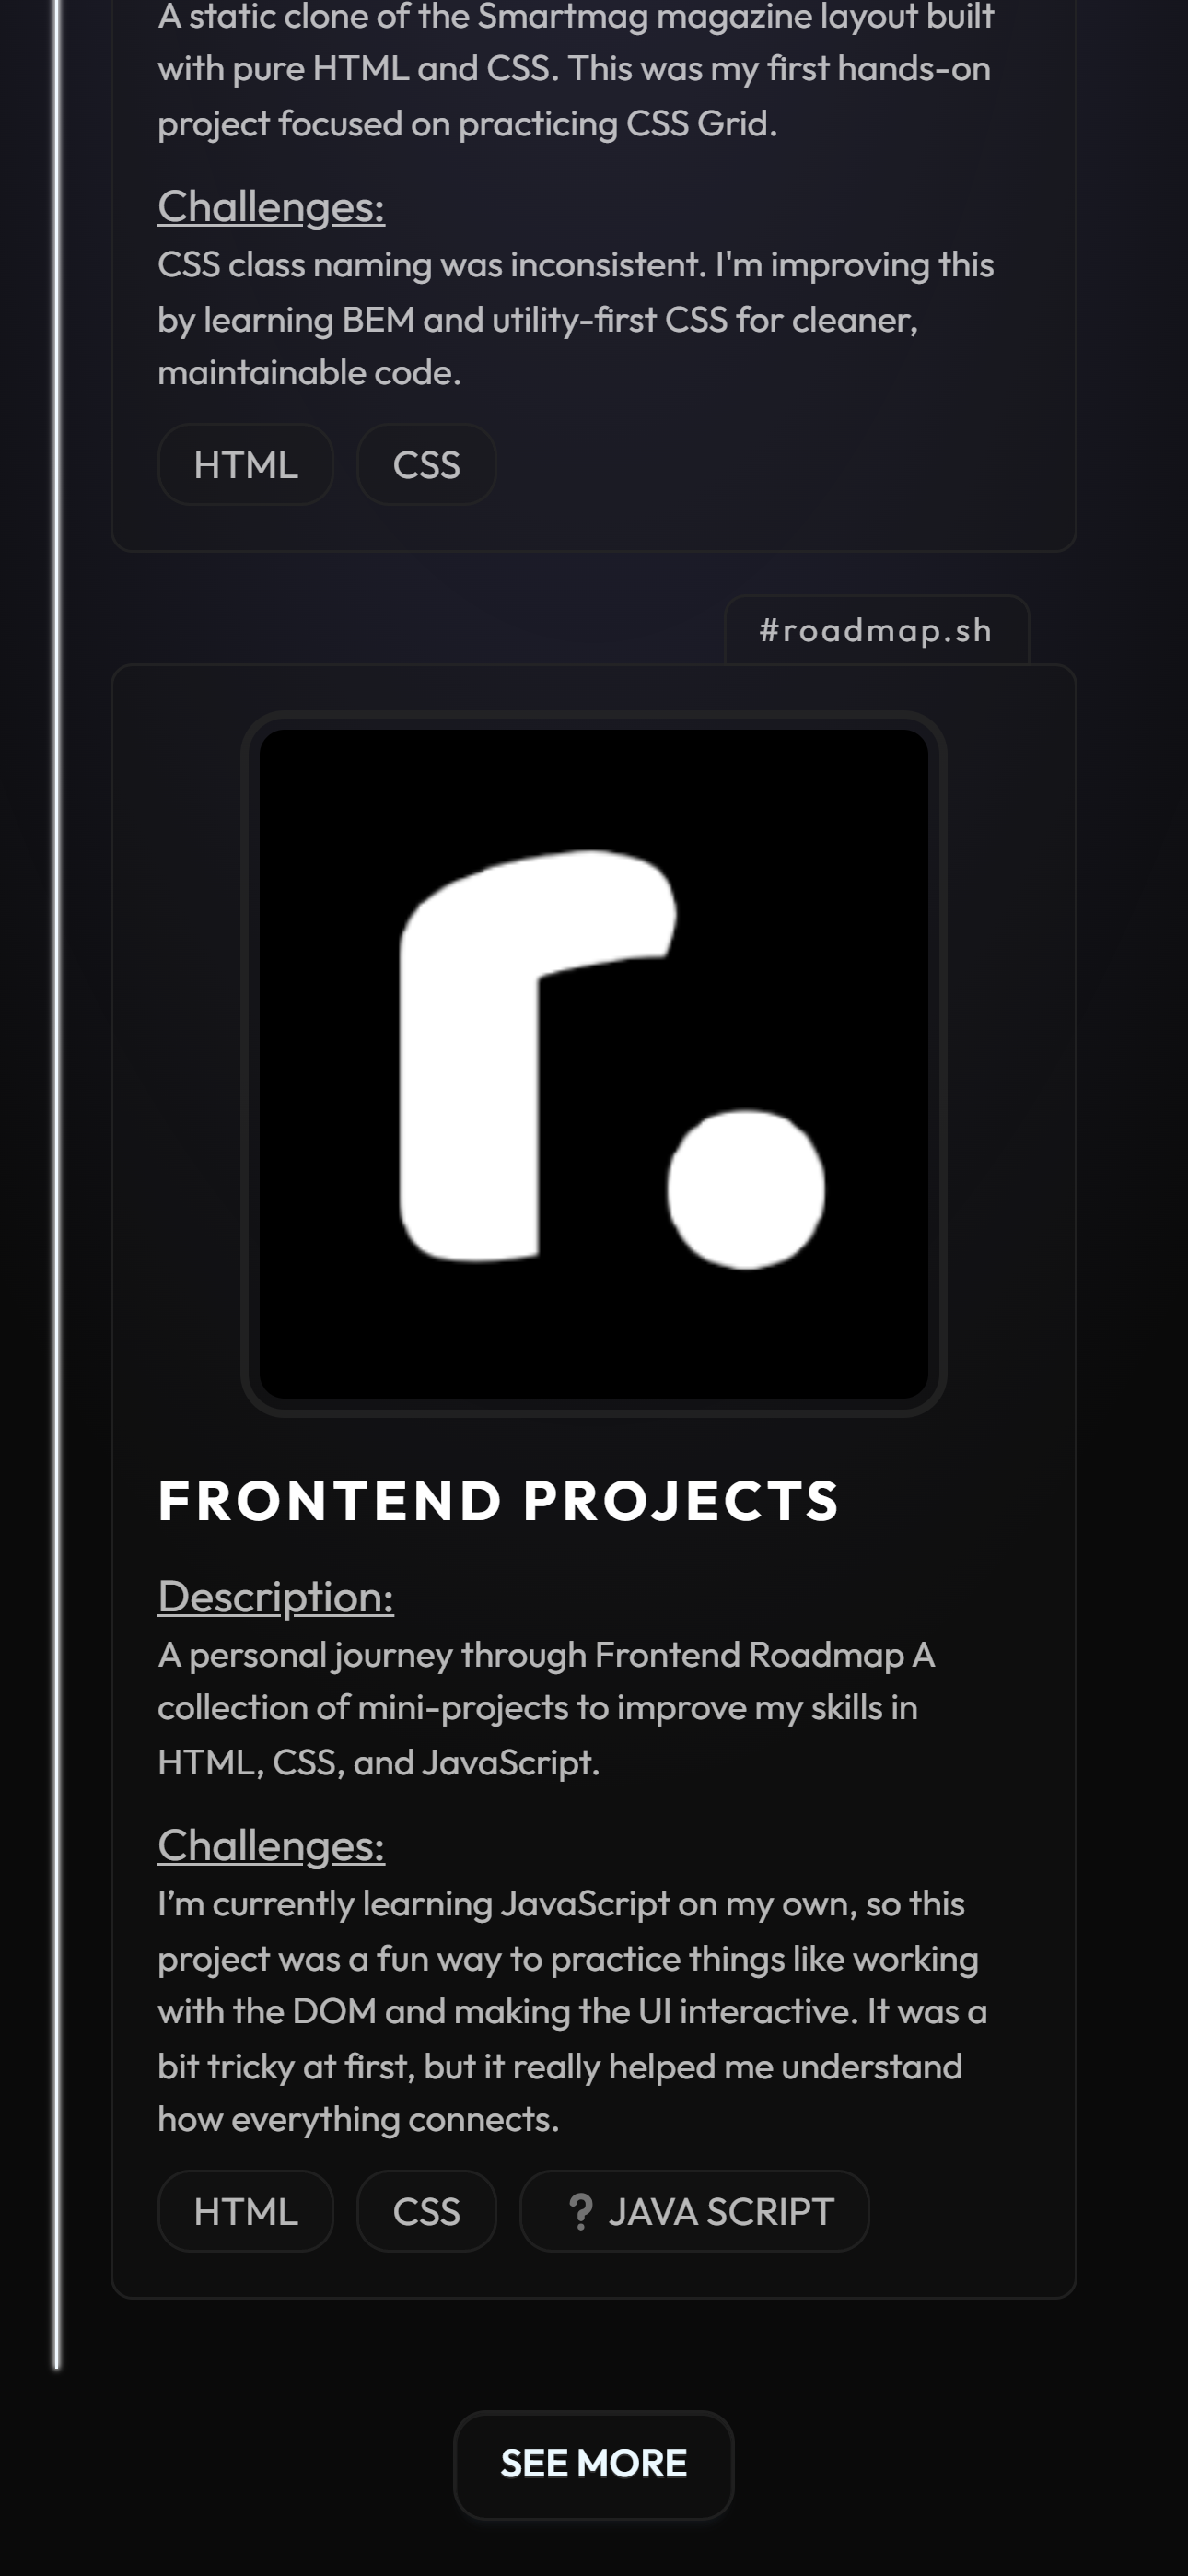 A static clone of the Smartmag magazine layout built
with pure HTML and CSS. This was my first hands-on
project focused on practicing CSS Grid.
Challenges:
CSS class naming was inconsistent. I'm improving this
by learning BEM and utility-first CSS for cleaner,
maintainable code.
HTML CSS
#roadmap.sh
r.
FRONTEND PROJECTS
Description:
A personal journey through Frontend Roadmap A
collection of mini-projects to improve my skills in
HTML, CSS, and JavaScript.
Challenges:
I’m currently learning JavaScript on my own, so this
project was a fun way to practice things like working
with the DOM and making the UI interactive. It was a
bit tricky at first, but it really helped me understand
how everything connects.
HTML CSS ❔ JAVA SCRIPT
SEE MORE